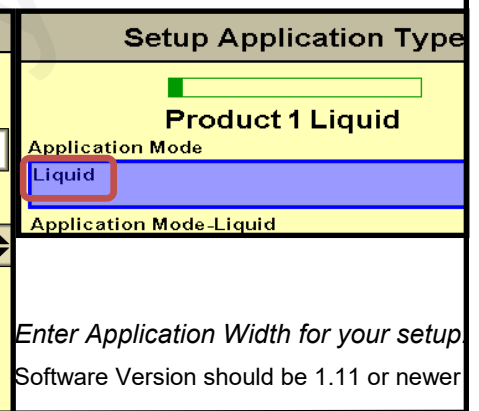 Setup Application Type
Product 1 Liquid
Application Mode
Liquid
Application Mode-Liquid
Enter Application Width for your setup.
Software Version should be 1.11 or newer